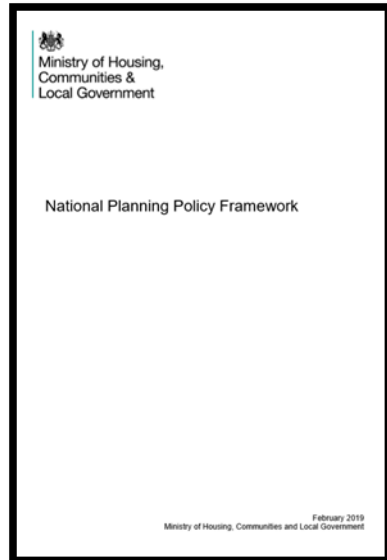 Ministry of Housing,
Communities &
Local Government
National Planning Policy Framework
February 2019
Ministry of Housing, Communities and Local Government